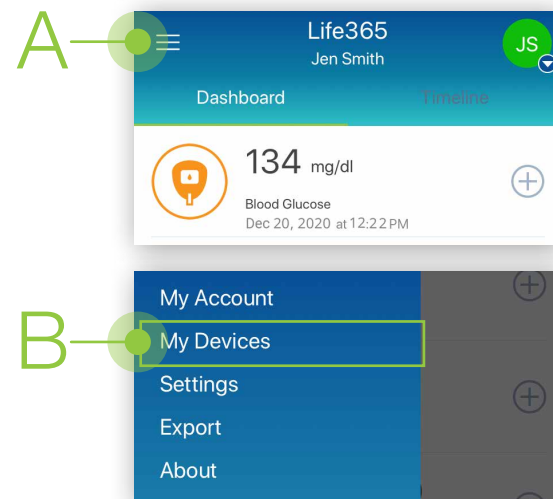 A
Life365
Jen Smith
JS
Dashboard Timeline
134 mg/dl
Blood Glucose
Dec 20, 2020 at 12:22 PM
B
My Account
My Devices
Settings
Export
About